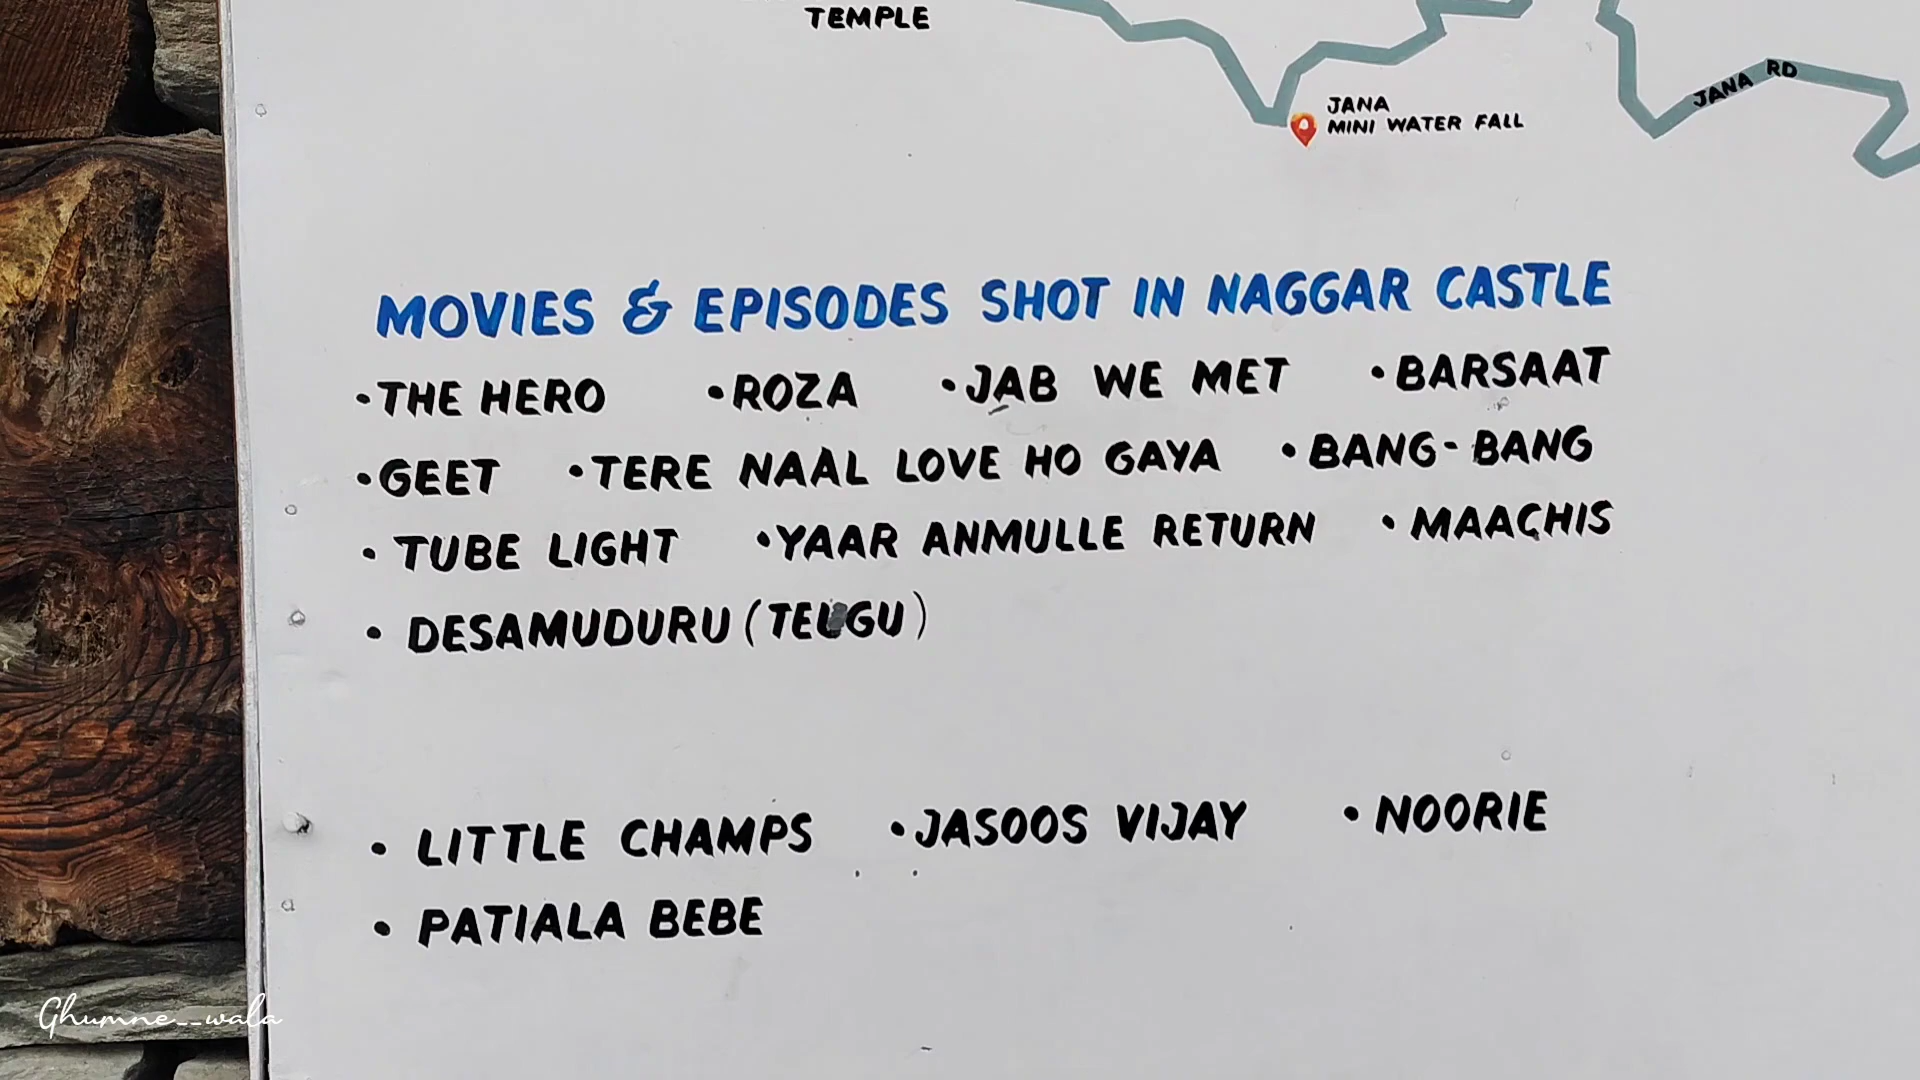 TEMPLE
JANA RD
JANA
MINI WATER FALL
MOVIES & EPISODES SHOT IN NAGGAR CASTLE
•THE HERO •ROZA •JAB WE MET •BARSAAT
•GEET •TERE NAAL LOVE HO GAYA •BANG-BANG
• TUBE LIGHT •YAAR ANMULLE RETURN • MAACHIS
• DESAMUDURU (TELGU)
• LITTLE CHAMPS •JASOOS VIJAY • NOORIE
• PATIALA BEBE
Ghumne__wala